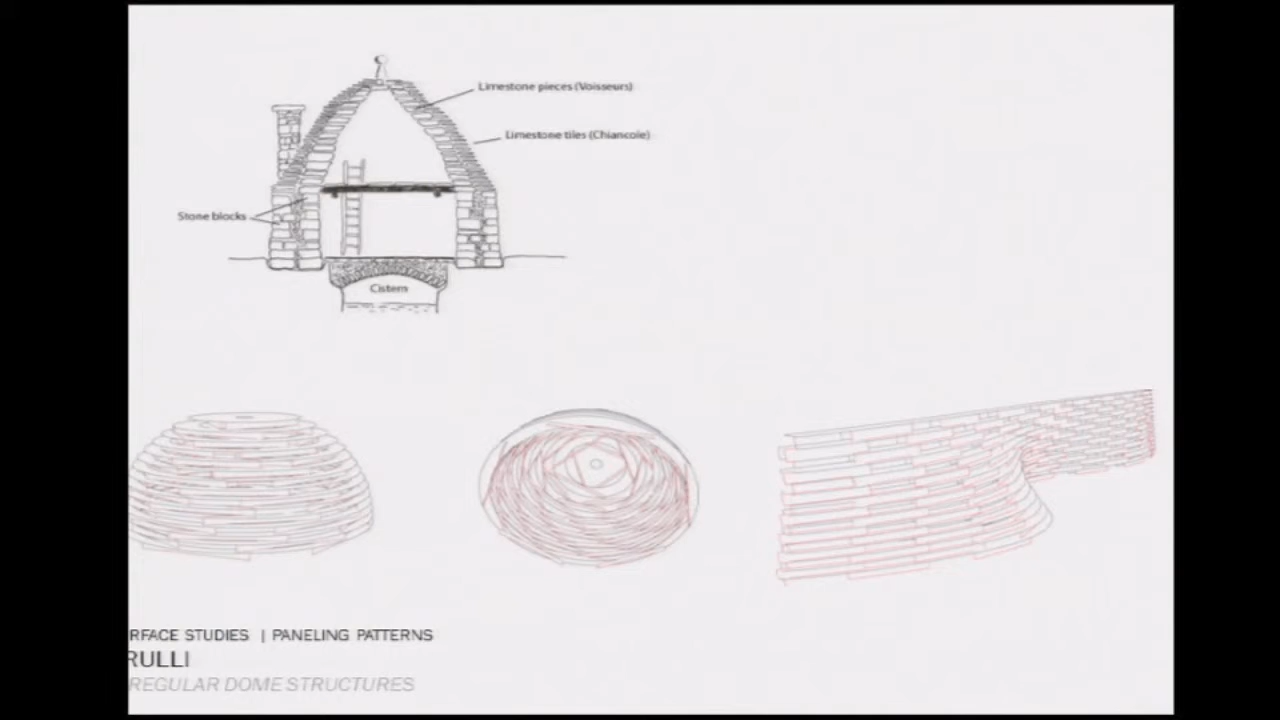 Limestone pieces (Voisseurs)
Limestone tiles (Chiancole)
Stone blocks
Cistern
RFACE STUDIES | PANELING PATTERNS
RULLI
REGULAR DOME STRUCTURES